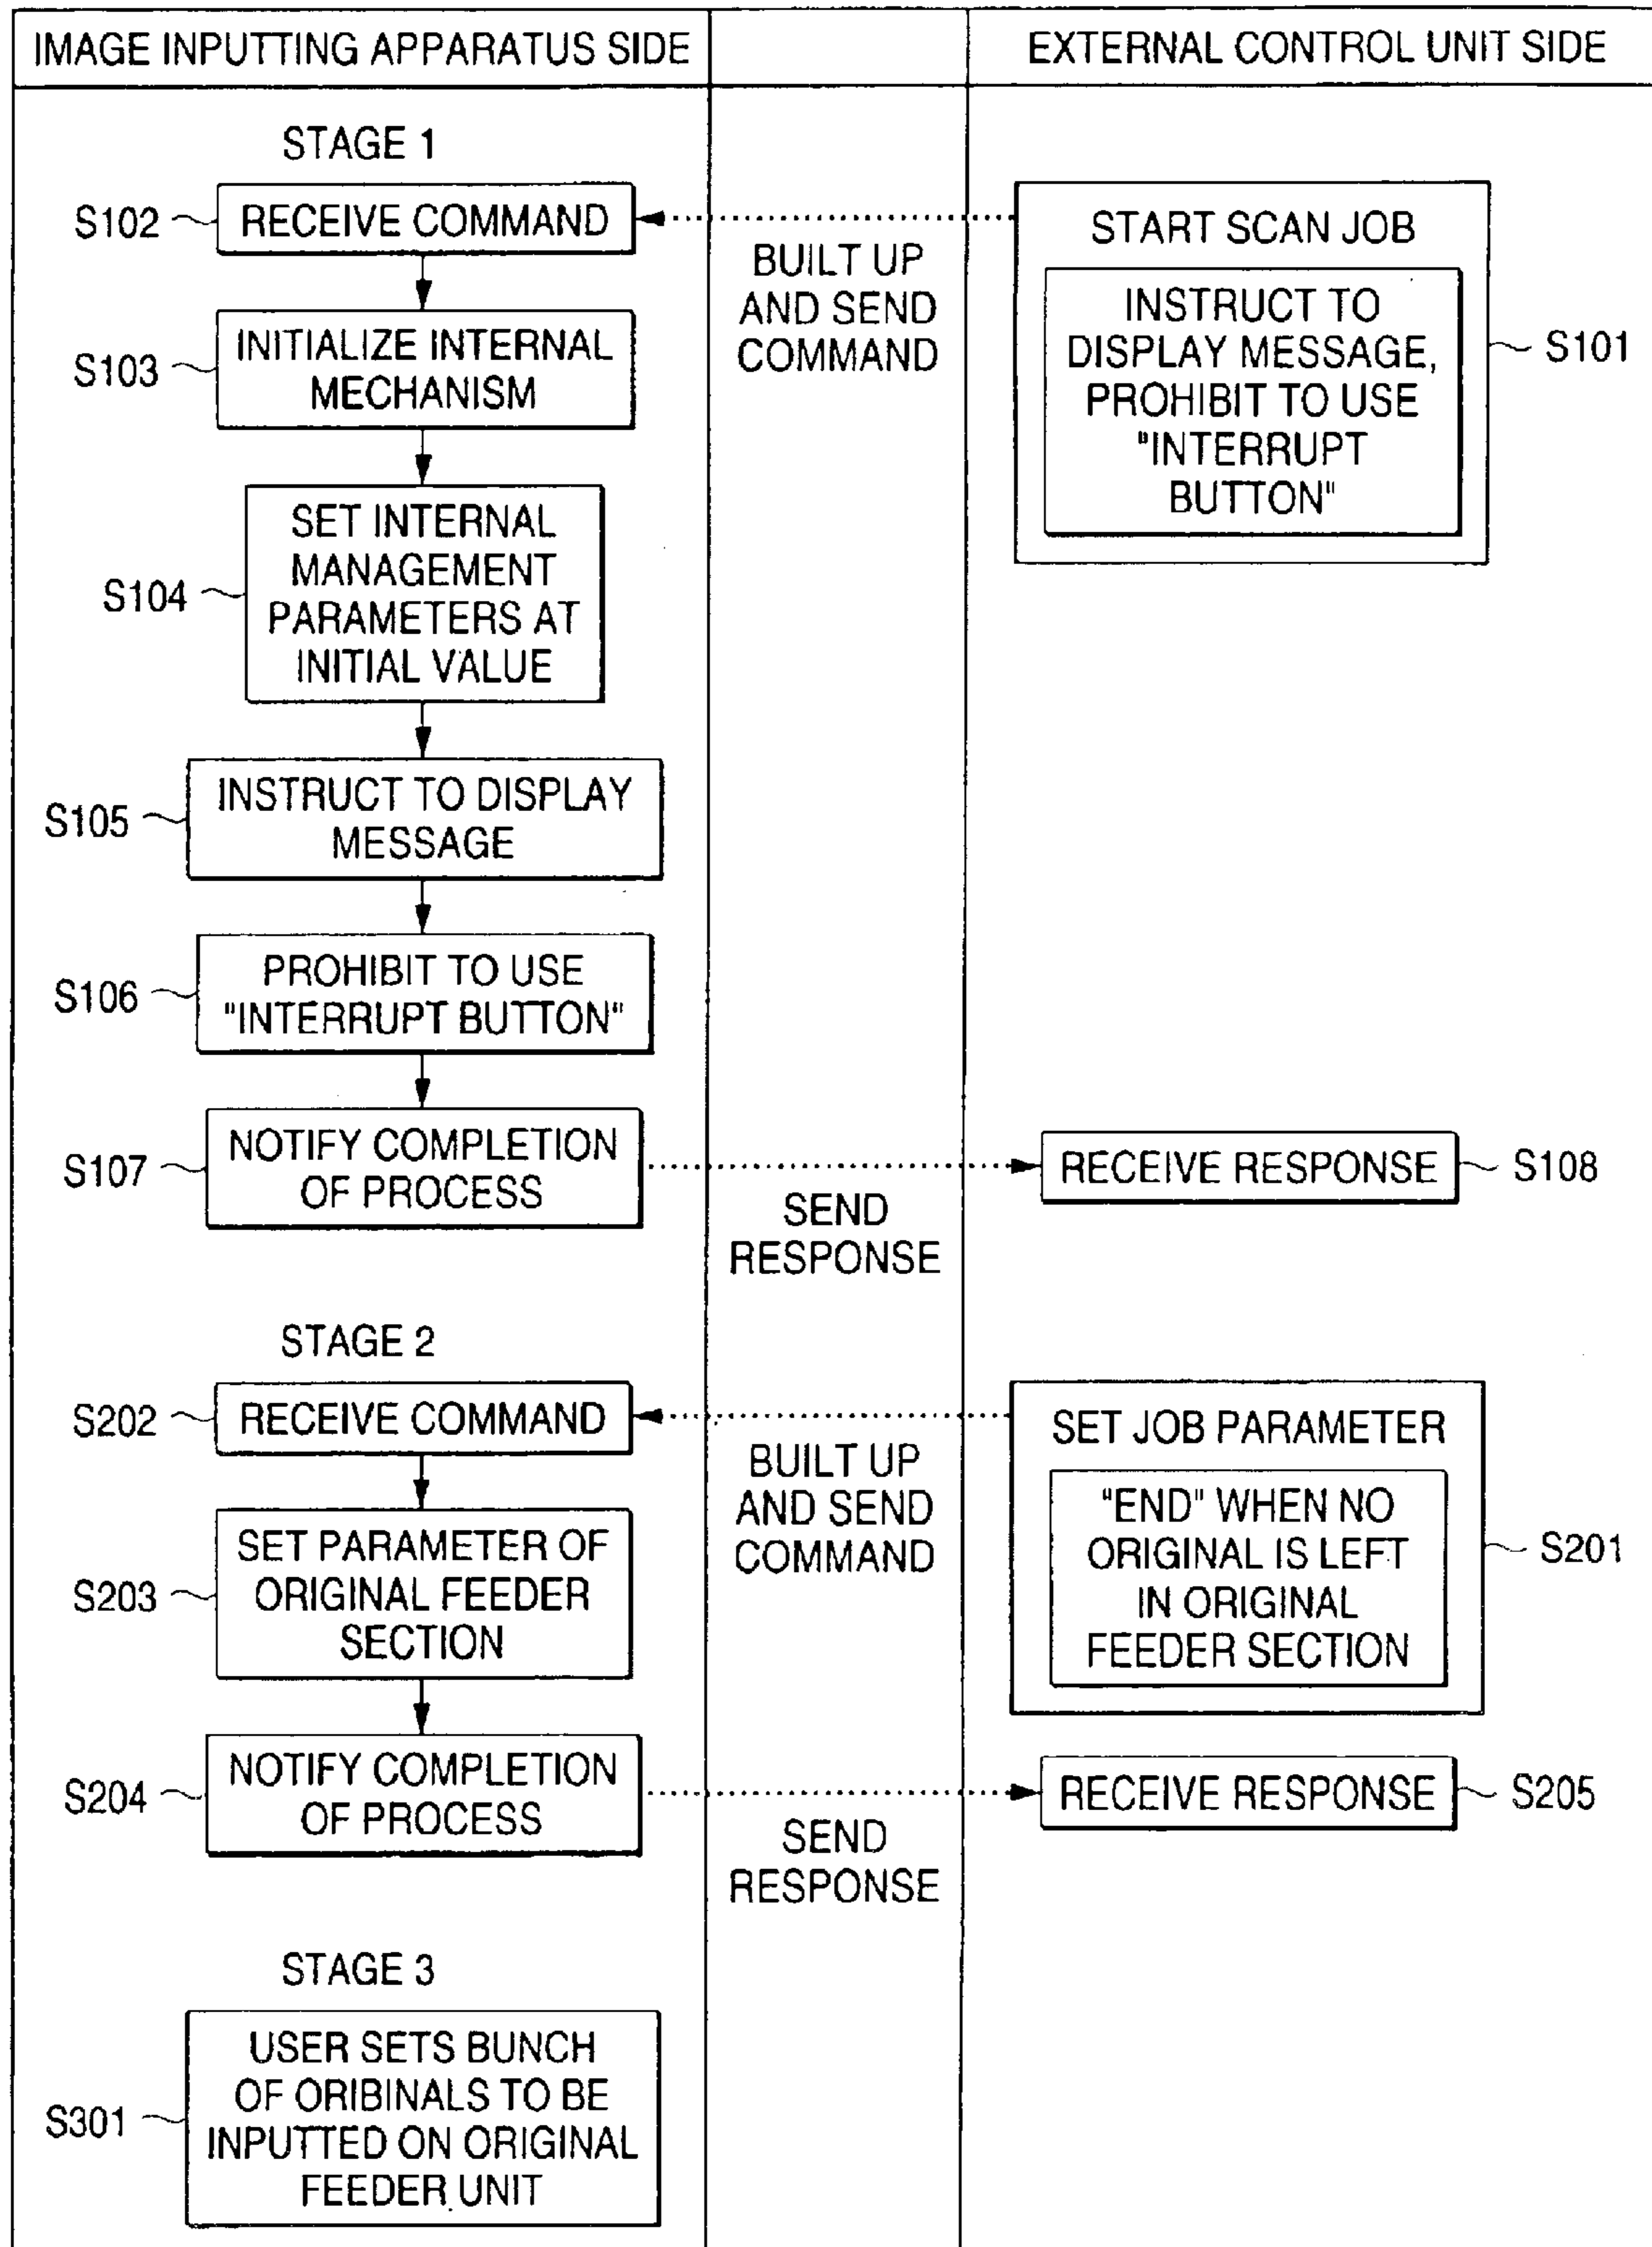 IMAGE INPUTTING APPARATUS SIDE
EXTERNAL CONTROL UNIT SIDE
STAGE 1
S102
RECEIVE COMMAND
BUILT UP
AND SEND
COMMAND
START SCAN JOB
INSTRUCT TO
DISPLAY MESSAGE,
PROHIBIT TO USE
"INTERRUPT
BUTTON"
S101
S103
INITIALIZE INTERNAL
MECHANISM
S104
SET INTERNAL
MANAGEMENT
PARAMETERS AT
INITIAL VALUE
S105
INSTRUCT TO DISPLAY
MESSAGE
S106
PROHIBIT TO USE
"INTERRUPT BUTTON"
S107
NOTIFY COMPLETION
OF PROCESS
SEND
RESPONSE
RECEIVE RESPONSE
S108
STAGE 2
S202
RECEIVE COMMAND
BUILT UP
AND SEND
COMMAND
SET JOB PARAMETER
"END" WHEN NO
ORIGINAL IS LEFT
IN ORIGINAL
FEEDER SECTION
S201
S203
SET PARAMETER OF
ORIGINAL FEEDER
SECTION
S204
NOTIFY COMPLETION
OF PROCESS
SEND
RESPONSE
RECEIVE RESPONSE
S205
STAGE 3
S301
USER SETS BUNCH
OF ORIBINALS TO BE
INPUTTED ON ORIGINAL
FEEDER UNIT